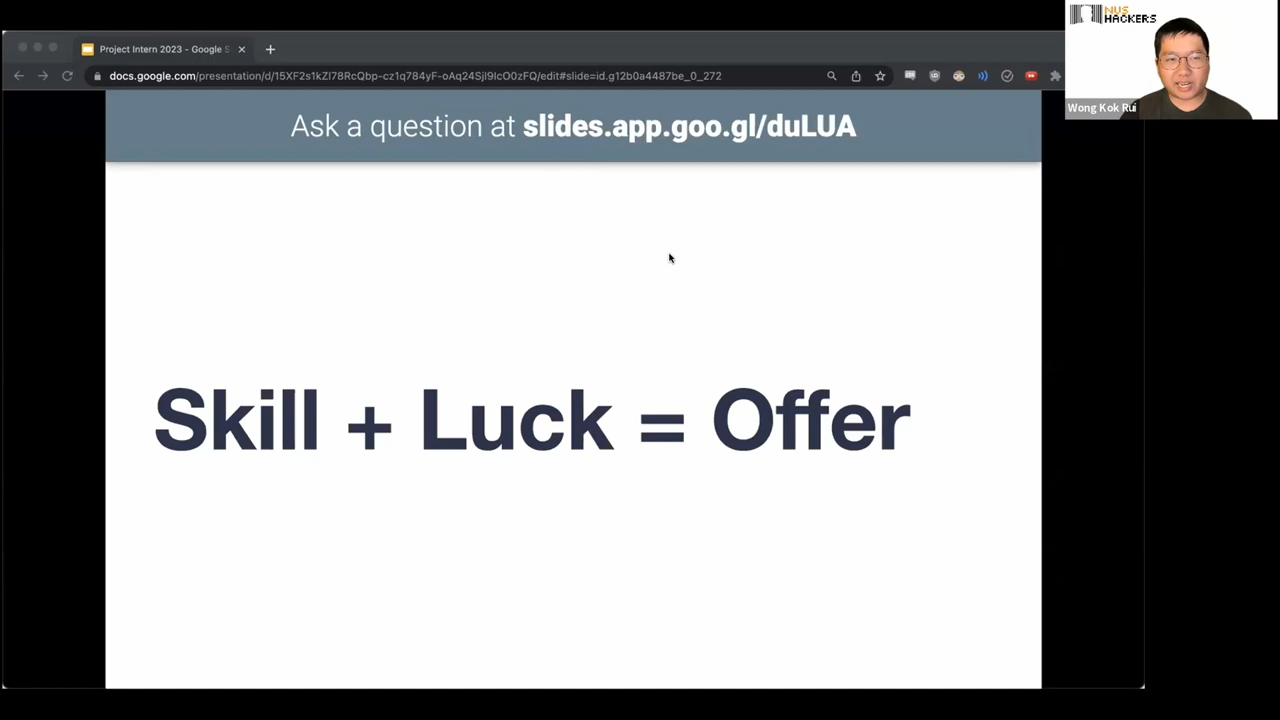 NUS
HACKERS
Project Intern 2023 - Google S
docs.google.com/presentation/d/15XF2s1kZl78RcQbp-cz1q784yF-oAq24Sjl9lcO0zFQ/edit#slide=id.g12b0a4487be_0_272
Wong Kok Rui
Ask a question at slides.app.goo.gl/duLUA
Skill + Luck = Offer